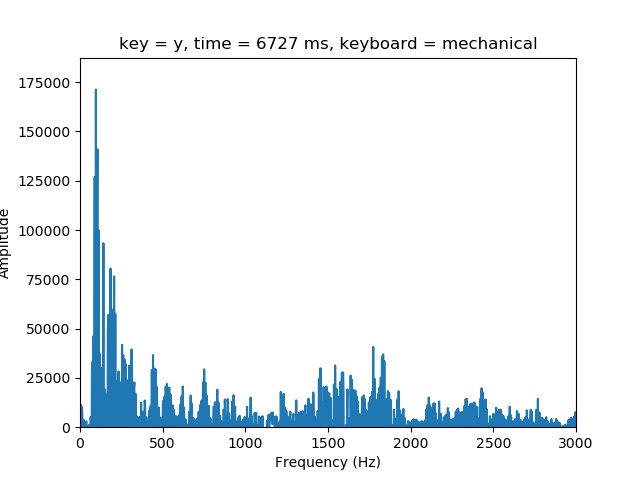 key = y, time = 6727 ms, keyboard = mechanical
175000
150000
125000
100000
75000
50000
25000
0
Amplitude
0 500 1000 1500 2000 2500 3000
Frequency (Hz)